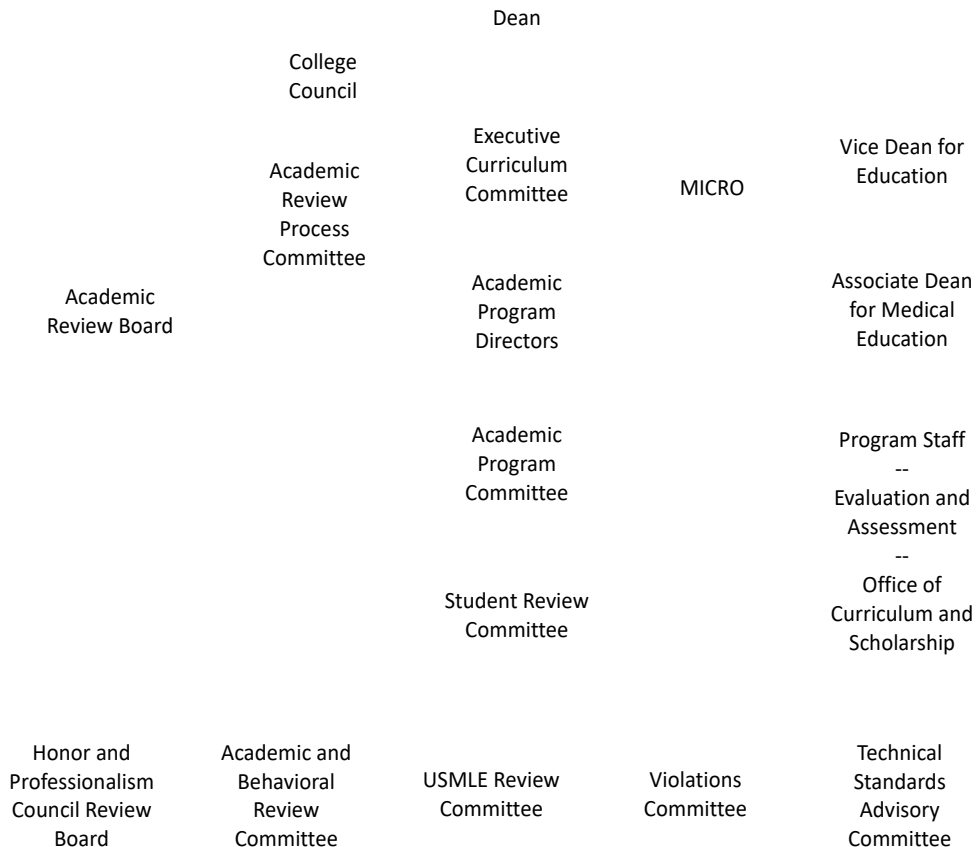 Dean
College
Council
Executive
Curriculum
Committee
Vice Dean for
Education
Academic
Review
Process
Committee
MICRO
Academic
Review Board
Academic
Program
Directors
Associate Dean
for Medical
Education
Academic
Program
Committee
Program Staff
--
Evaluation and
Assessment
--
Office of
Curriculum and
Scholarship
Student Review
Committee
Honor and
Professionalism
Council Review
Board
Academic and
Behavioral
Review
Committee
USMLE Review
Committee
Violations
Committee
Technical
Standards
Advisory
Committee